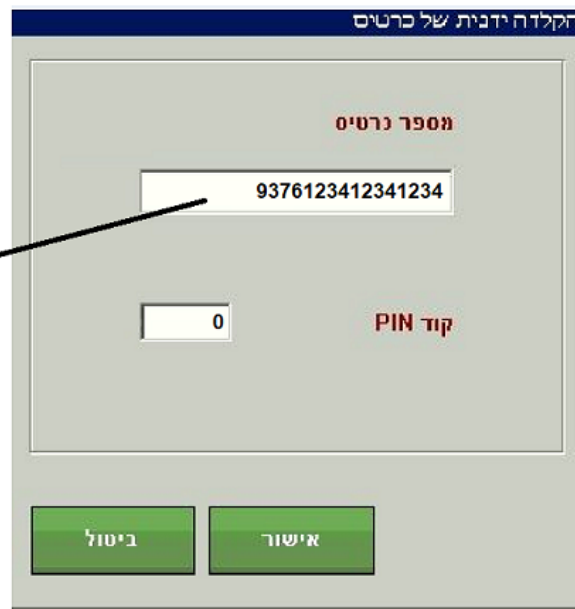 הקלדה ידנית של כרטיס
מספר כרטיס
9376123412341234
קוד PIN
0
אישור
ביטול